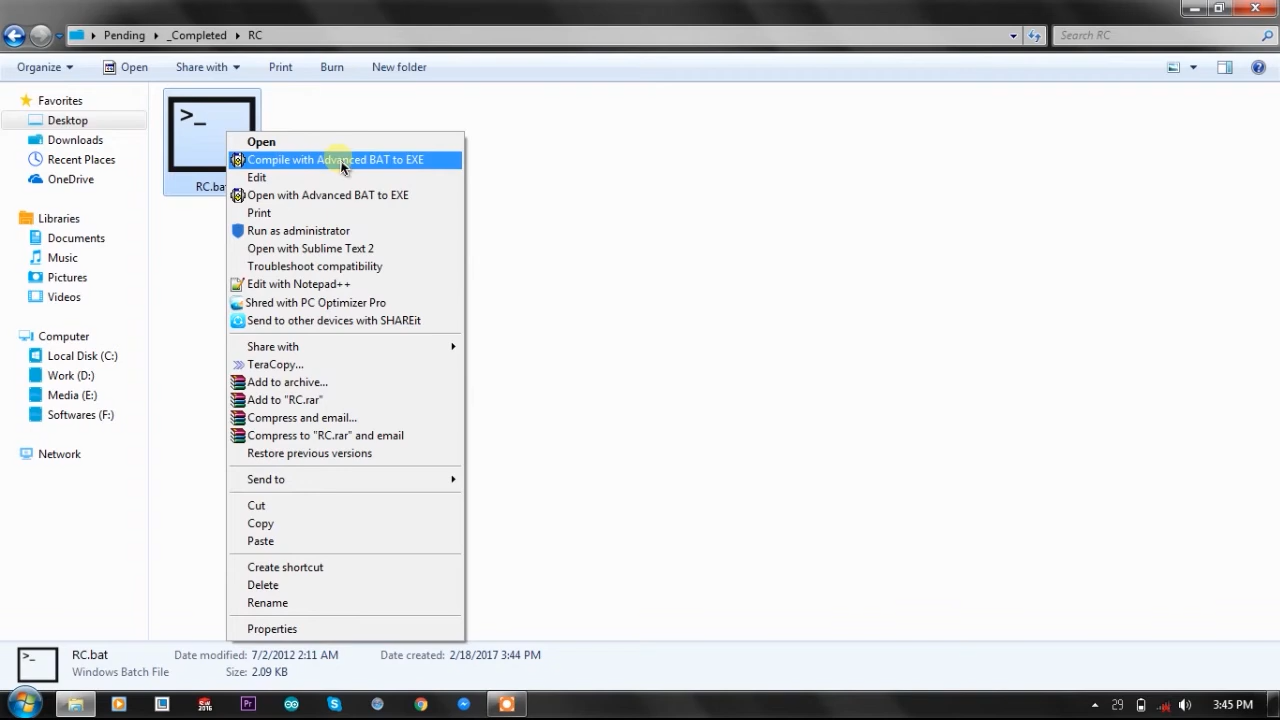 Pending
_Completed
RC
Search RC
Organize
Open
Share with
Print
Burn
New folder
Favorites
Desktop
Downloads
Recent Places
OneDrive
Libraries
Documents
Music
Pictures
Videos
Computer
Local Disk (C:)
Work (D:)
Media (E:)
Softwares (F:)
Network
>_
RC.bat
Open
Compile with Advanced BAT to EXE
Edit
Open with Advanced BAT to EXE
Print
Run as administrator
Open with Sublime Text 2
Troubleshoot compatibility
Edit with Notepad++
Shred with PC Optimizer Pro
Send to other devices with SHAREit
Share with
TeraCopy...
Add to archive...
Add to "RC.rar"
Compress and email...
Compress to "RC.rar" and email
Restore previous versions
Send to
Cut
Copy
Paste
Create shortcut
Delete
Rename
Properties
>_
RC.bat
Date modified: 7/2/2012 2:11 AM
Date created: 2/18/2017 3:44 PM
Windows Batch File
Size: 2.09 KB
SW
2016
Pr
29
3:45 PM